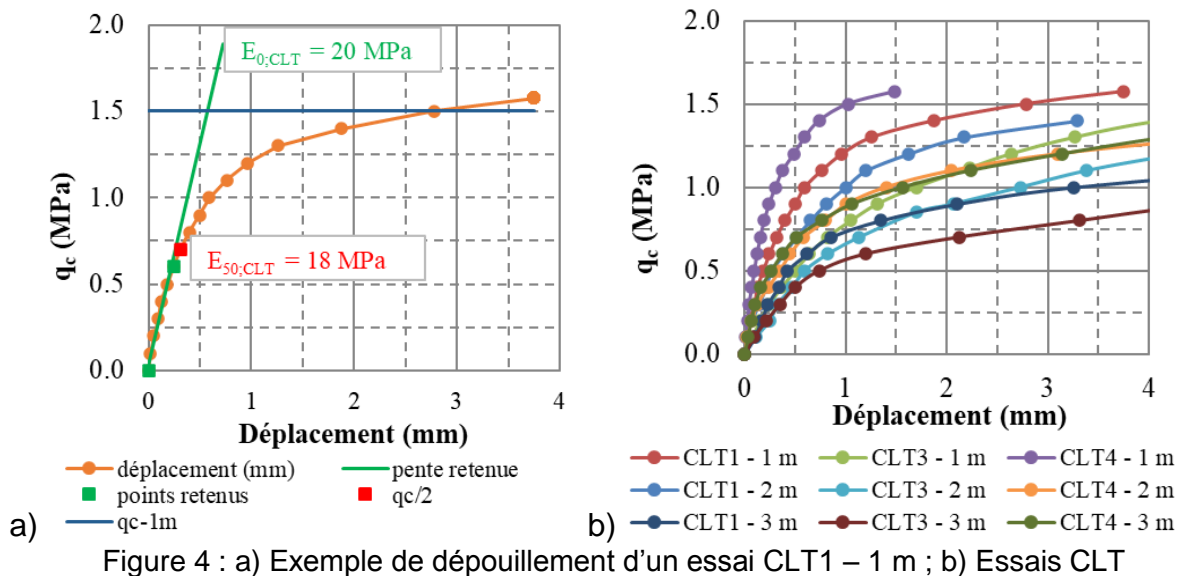 2.0
1.5
1.0
0.5
0.0
q_c (MPa)
E_0;CLT = 20 MPa
E_50;CLT = 18 MPa
0 1 2 3 4
Déplacement (mm)
déplacement (mm)
pente retenue
points retenus
qc/2
qc-1m
a)
2.0
1.5
1.0
0.5
0.0
q_c (MPa)
0 1 2 3 4
Déplacement (mm)
CLT1 - 1 m
CLT3 - 1 m
CLT4 - 1 m
CLT1 - 2 m
CLT3 - 2 m
CLT4 - 2 m
CLT1 - 3 m
CLT3 - 3 m
CLT4 - 3 m
b)
Figure 4 : a) Exemple de dépouillement d’un essai CLT1 – 1 m ; b) Essais CLT